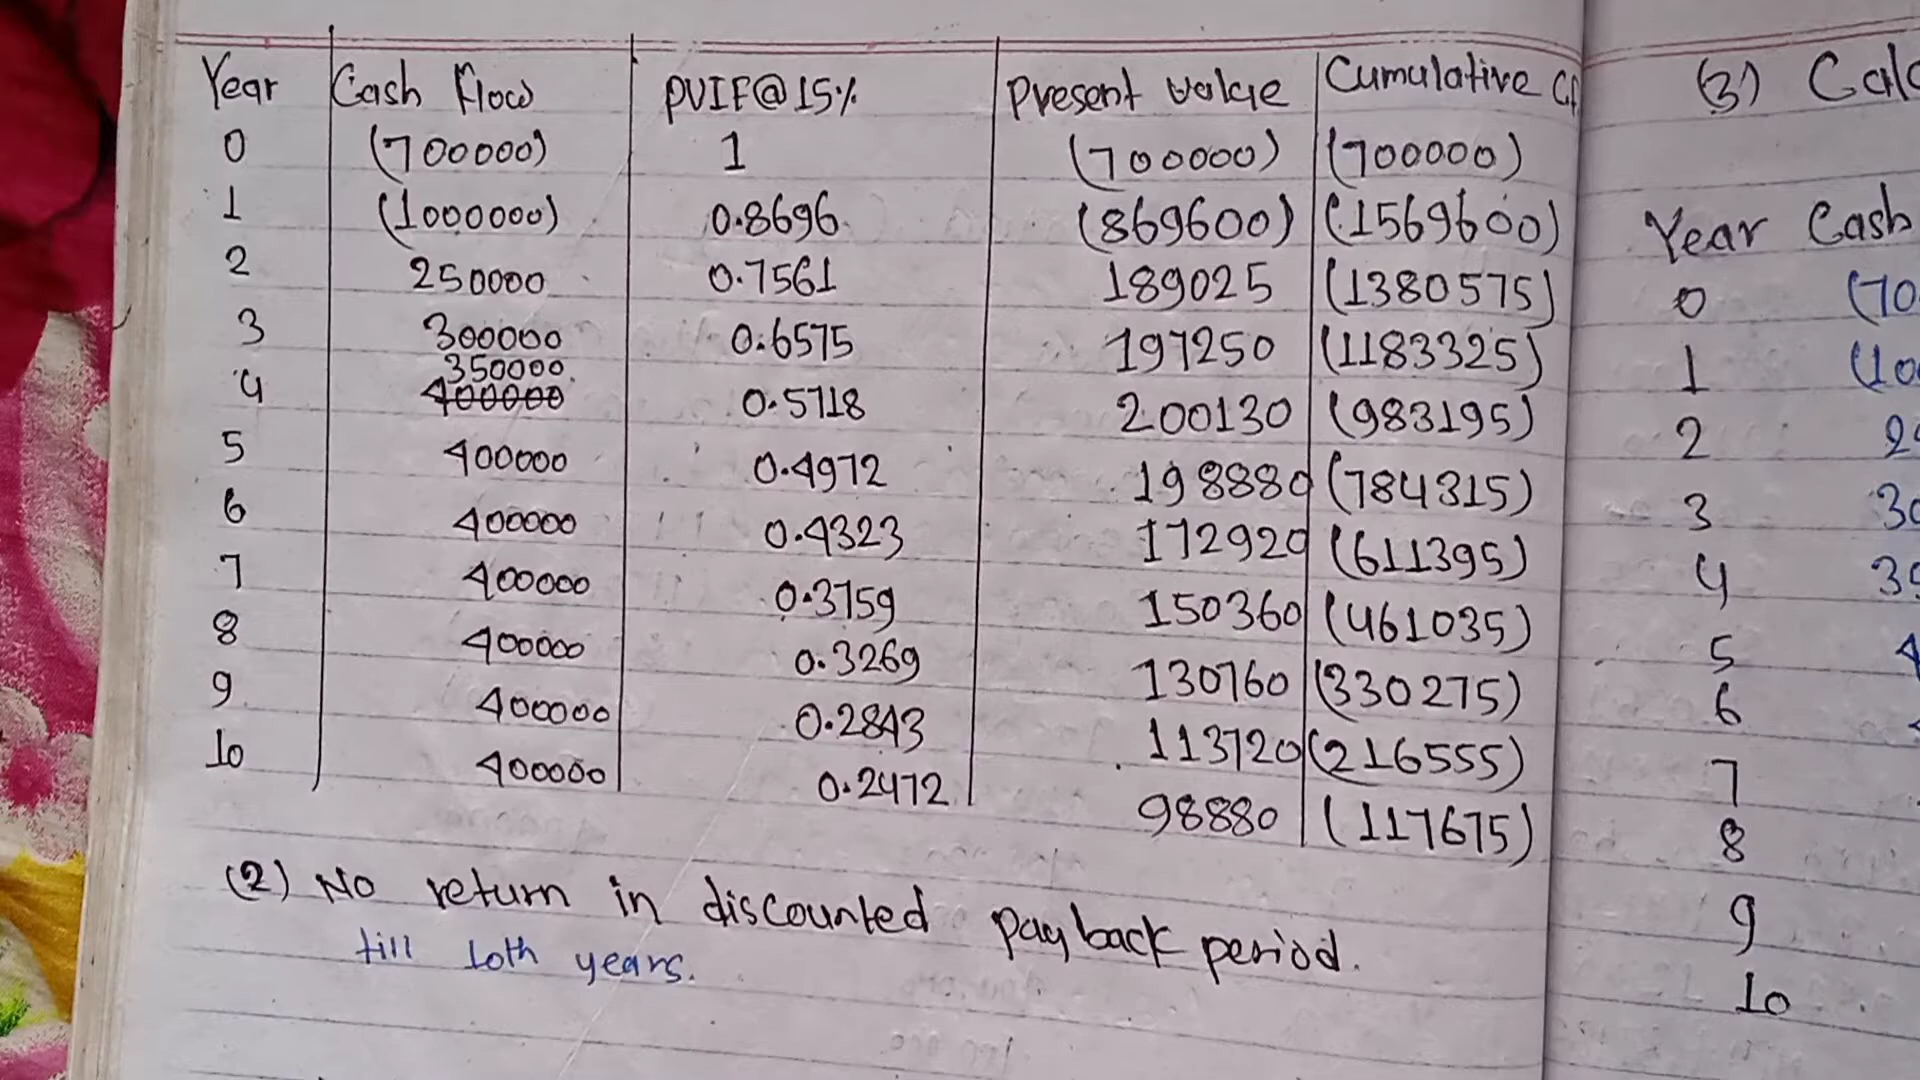 Year Cash Flow PVIF@15% Present Value Cumulative CF
0 (700000) 1 (700000) (700000)
1 (1000000) 0.8696 (869600) (1569600)
2 250000 0.7561 189025 (1380575)
3 300000 0.6575 197250 (1183325)
350000
4 400000 0.5718 200130 (983195)
5 400000 0.4972 198880 (784315)
6 400000 0.4323 172920 (611395)
7 400000 0.3759 150360 (461035)
8 400000 0.3269 130760 (330275)
9 400000 0.2843 113720 (216555)
10 400000 0.2472 98880 (117675)
(2) No return in discounted payback period.
till 10th years.
(3) Calc
Year Cash
0 (70
1 (10
2
3 30
4 35
5 4
6
7
8
9
10